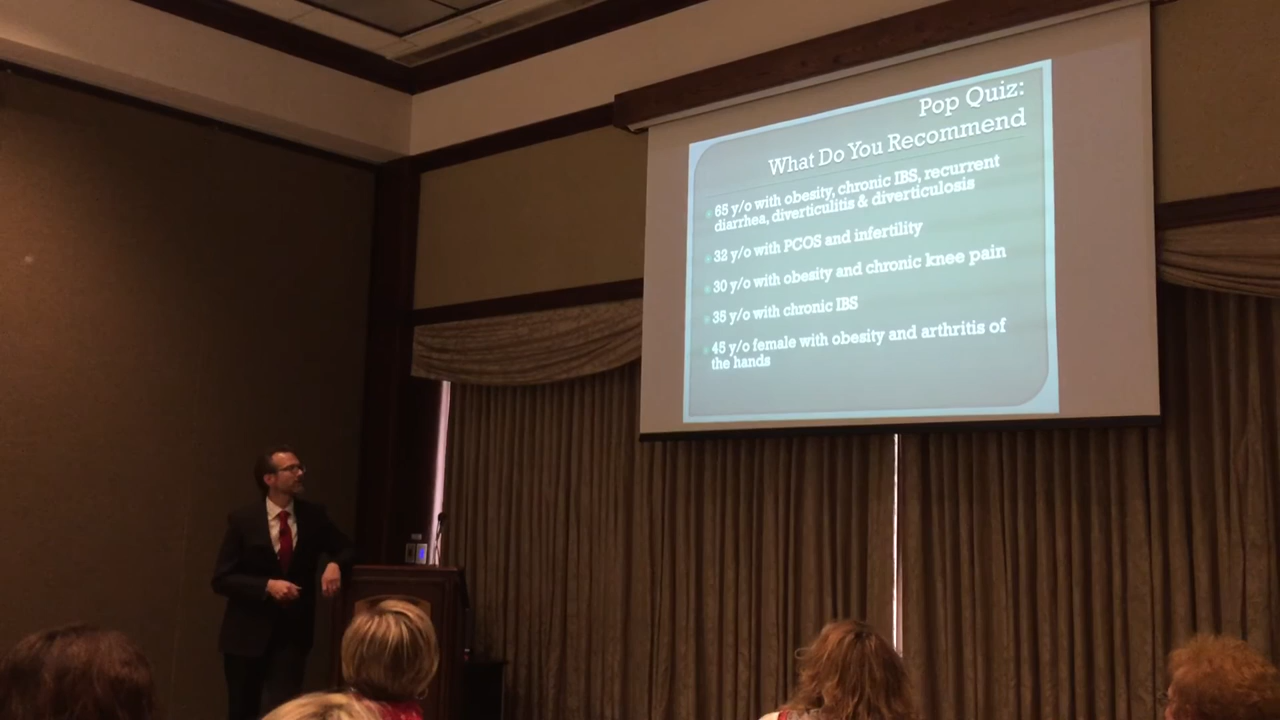 Pop Quiz:
What Do You Recommend
65 y/o with obesity, chronic IBS, recurrent
diarrhea, diverticulitis & diverticulosis
32 y/o with PCOS and infertility
30 y/o with obesity and chronic knee pain
35 y/o with chronic IBS
45 y/o female with obesity and arthritis of
the hands